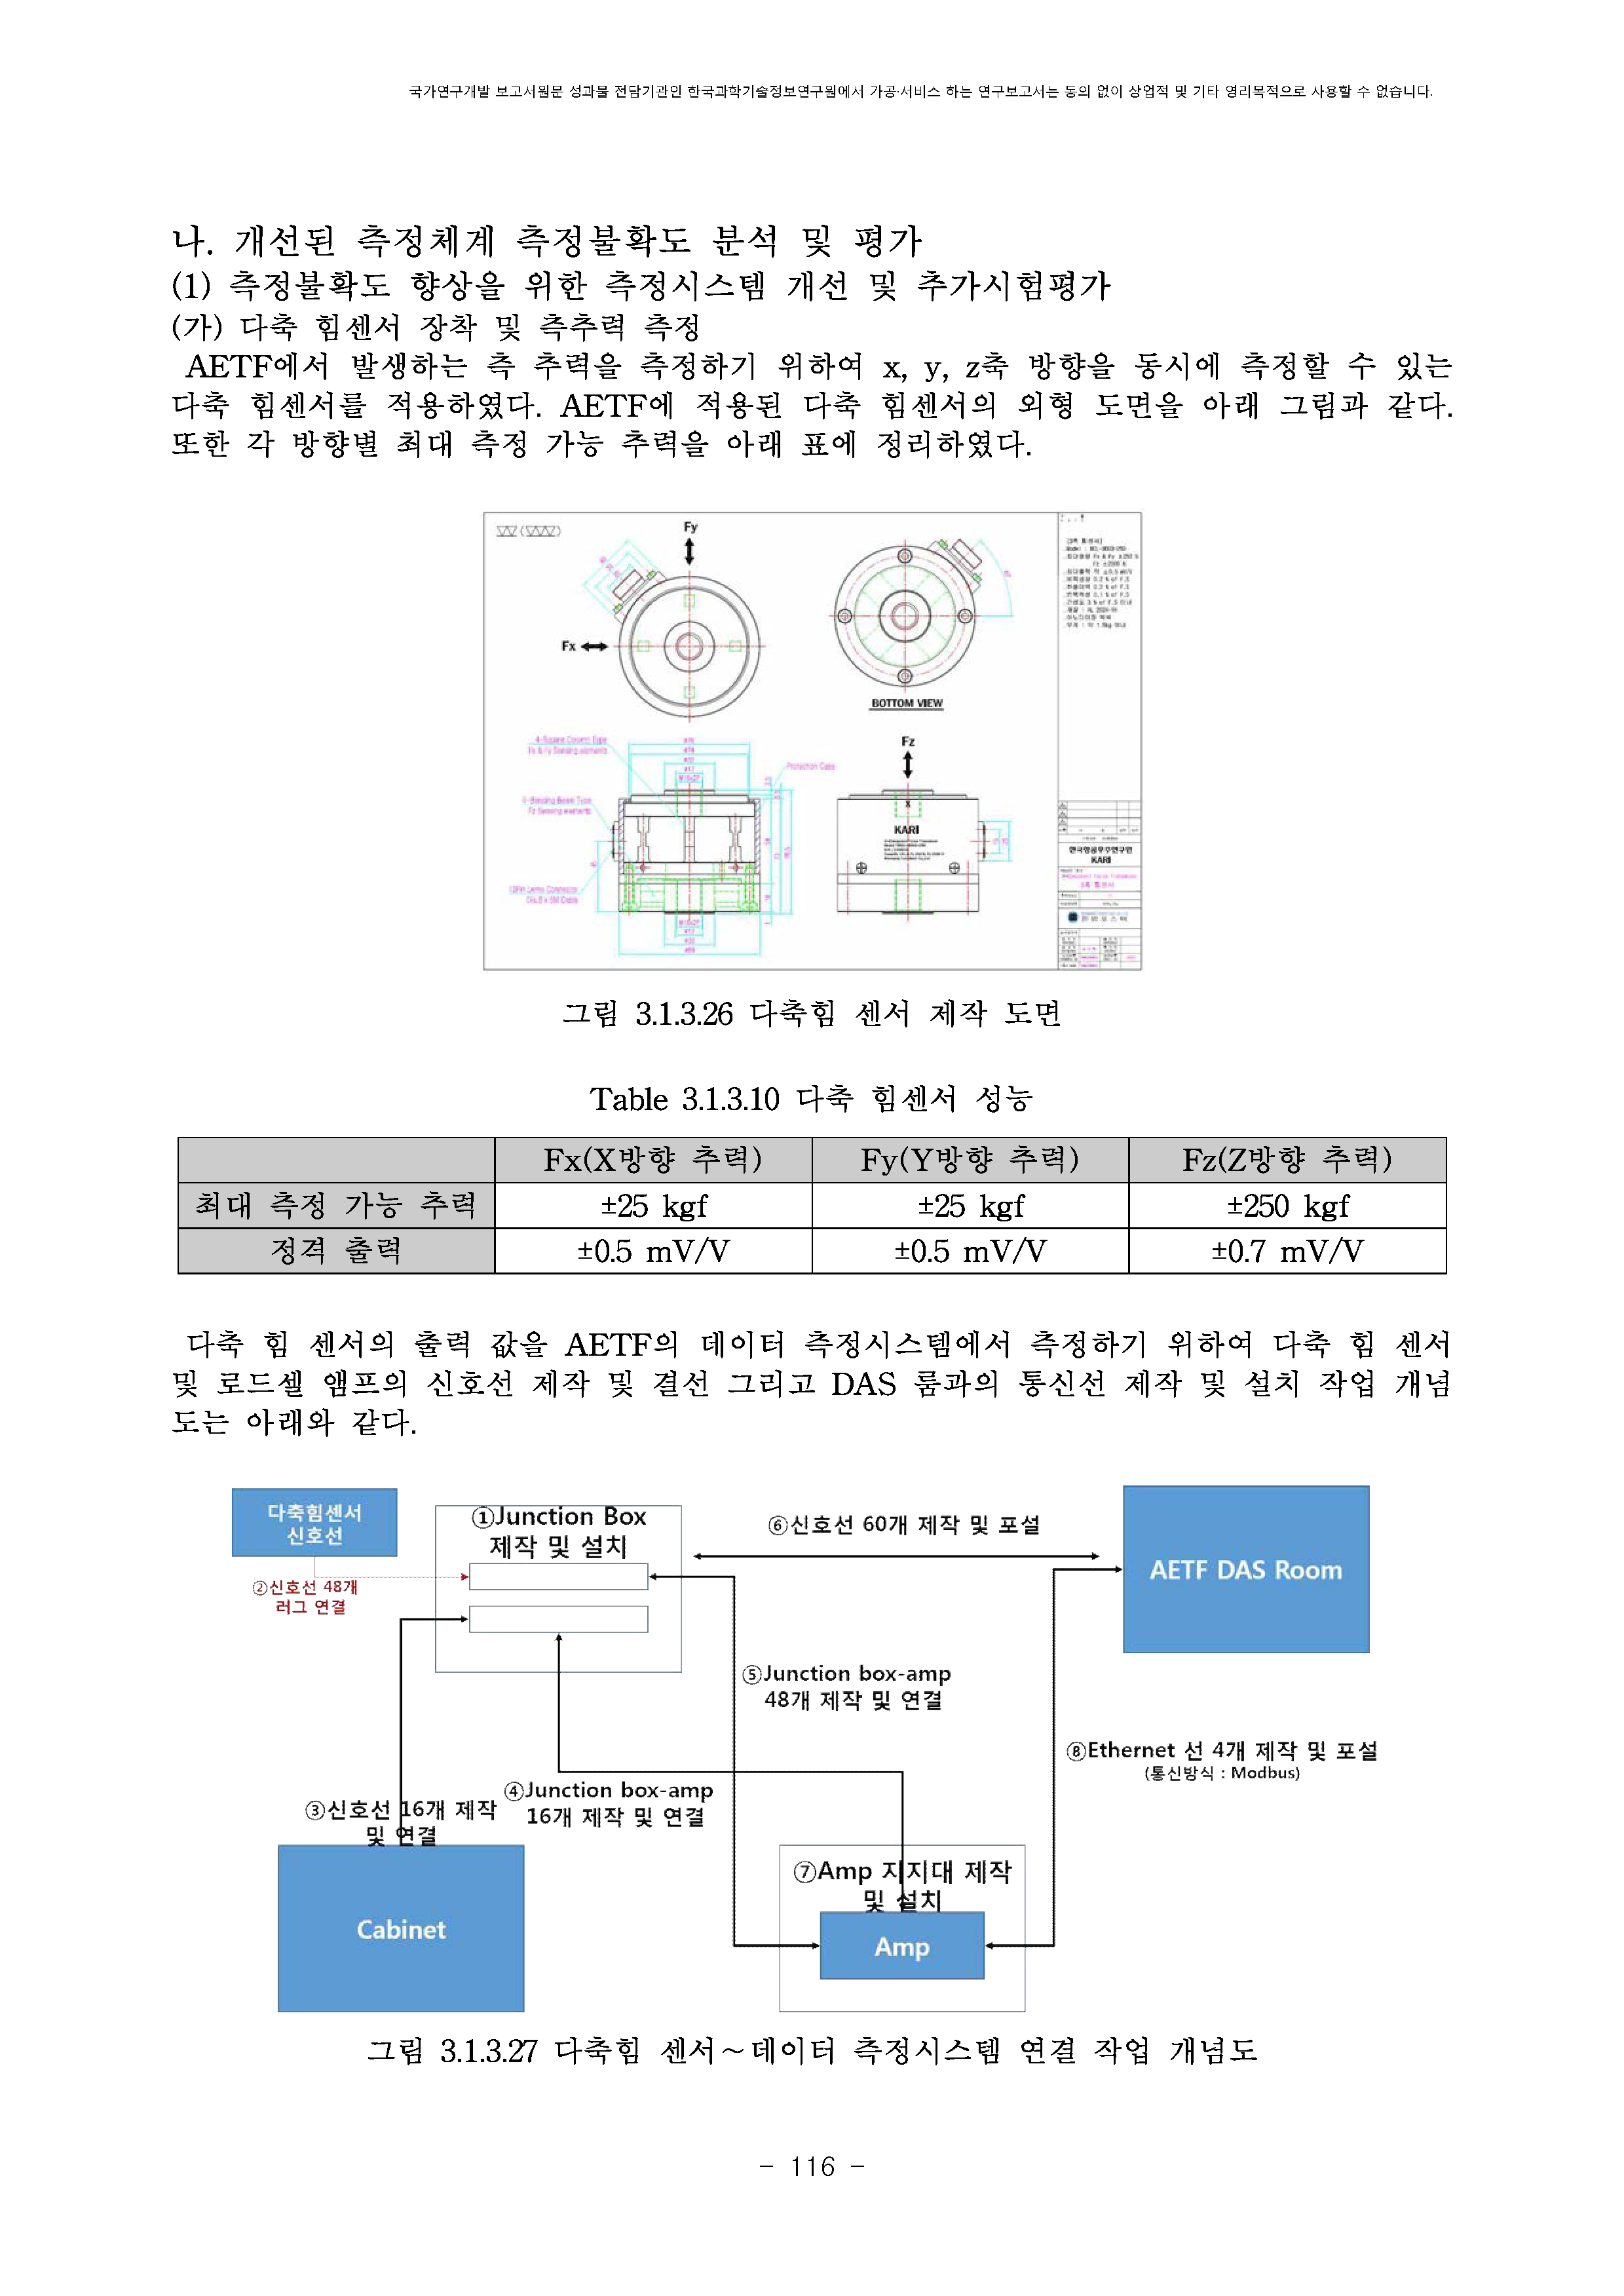 국가연구개발 보고서원문 성과물 전담기관인 한국과학기술정보연구원에서 가공·서비스 하는 연구보고서는 동의 없이 상업적 및 기타 영리목적으로 사용할 수 없습니다.
나. 개선된 측정체계 측정불확도 분석 및 평가
(1) 측정불확도 향상을 위한 측정시스템 개선 및 추가시험평가
(가) 다축 힘센서 장착 및 측추력 측정
AETF에서 발생하는 측 추력을 측정하기 위하여 x, y, z축 방향을 동시에 측정할 수 있는
다축 힘센서를 적용하였다. AETF에 적용된 다축 힘센서의 외형 도면을 아래 그림과 같다.
또한 각 방향별 최대 측정 가능 추력을 아래 표에 정리하였다.
Fy
Fx
BOTTOM VIEW
4-Square Column Type
Fx & Fy Sensing elements
Protection Case
Fz
KARI
한국항공우주연구원
KARI
그림 3.1.3.26 다축힘 센서 제작 도면
Table 3.1.3.10 다축 힘센서 성능
Fx(X방향 추력) Fy(Y방향 추력) Fz(Z방향 추력)
최대 측정 가능 추력 ±25 kgf ±25 kgf ±250 kgf
정격 출력 ±0.5 mV/V ±0.5 mV/V ±0.7 mV/V
다축 힘 센서의 출력 값을 AETF의 데이터 측정시스템에서 측정하기 위하여 다축 힘 센서
및 로드셀 앰프의 신호선 제작 및 결선 그리고 DAS 룸과의 통신선 제작 및 설치 작업 개념
도는 아래와 같다.
다축힘센서
신호선
①Junction Box
제작 및 설치
⑥신호선 60개 제작 및 포설
AETF DAS Room
②신호선 48개
러그 연결
⑤Junction box-amp
48개 제작 및 연결
⑧Ethernet 선 4개 제작 및 포설
(통신방식 : Modbus)
④Junction box-amp
16개 제작 및 연결
③신호선 16개 제작
및 연결
⑦Amp 지지대 제작
및 설치
Cabinet
Amp
그림 3.1.3.27 다축힘 센서~데이터 측정시스템 연결 작업 개념도
- 116 -